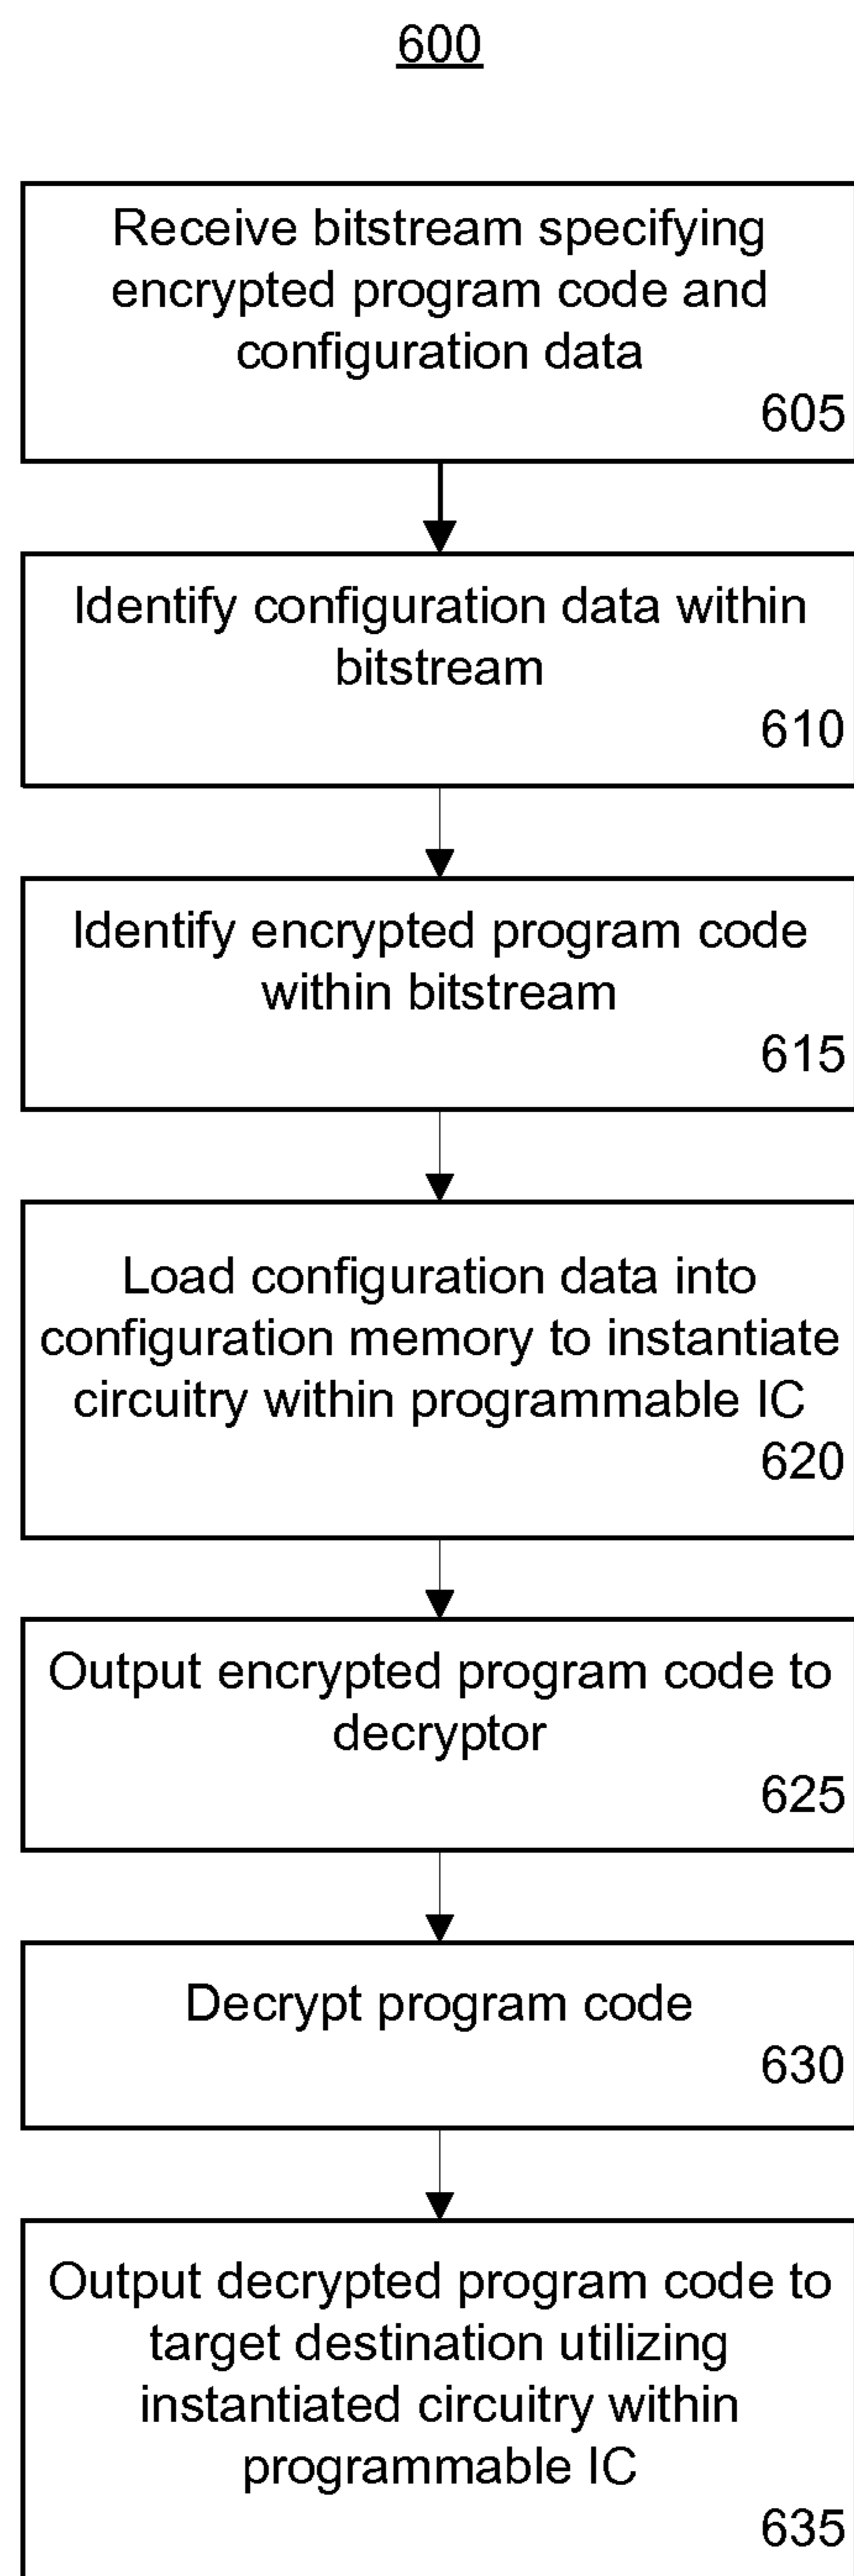 600
Receive bitstream specifying
encrypted program code and
configuration data
605
Identify configuration data within
bitstream
610
Identify encrypted program code
within bitstream
615
Load configuration data into
configuration memory to instantiate
circuitry within programmable IC
620
Output encrypted program code to
decryptor
625
Decrypt program code
630
Output decrypted program code to
target destination utilizing
instantiated circuitry within
programmable IC
635